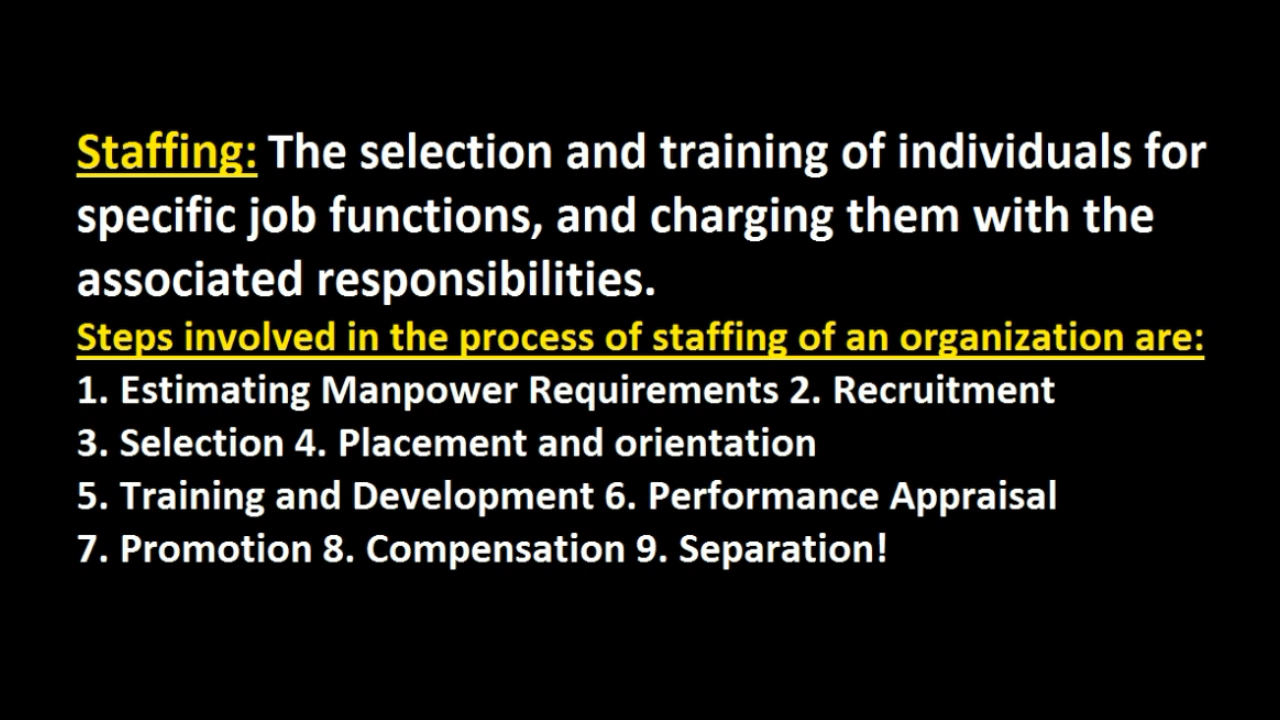 Staffing: The selection and training of individuals for
specific job functions, and charging them with the
associated responsibilities.
Steps involved in the process of staffing of an organization are:
1. Estimating Manpower Requirements 2. Recruitment
3. Selection 4. Placement and orientation
5. Training and Development 6. Performance Appraisal
7. Promotion 8. Compensation 9. Separation!